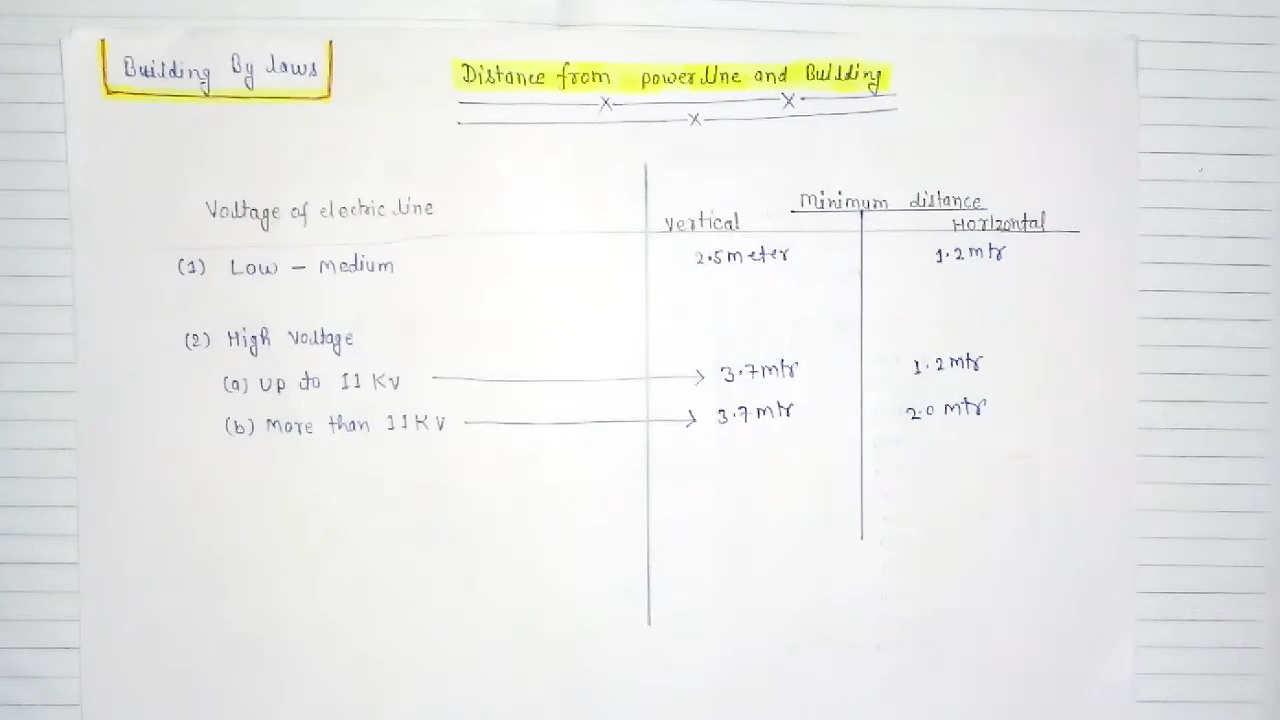 Building By laws
Distance from power line and Building
Voltage of electric line
minimum distance
vertical
Horizontal
(1) Low - medium
2.5 meter
1.2 mtr
(2) High voltage
(a) Up to 11 KV
3.7 mtr
1.2 mtr
(b) More than 11 KV
3.7 mtr
2.0 mtr